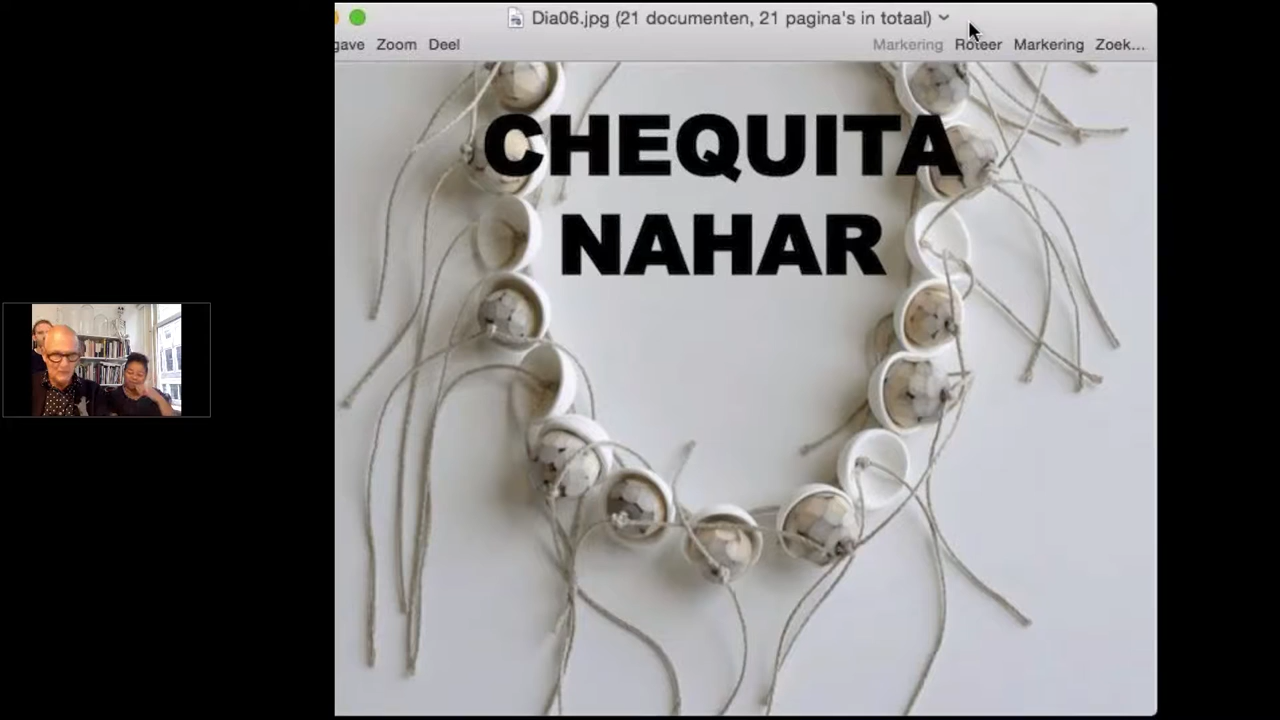 Dia06.jpg (21 documenten, 21 pagina's in totaal)
gave Zoom Deel Markering Roteer Markering Zoek...
CHEQUITA
NAHAR